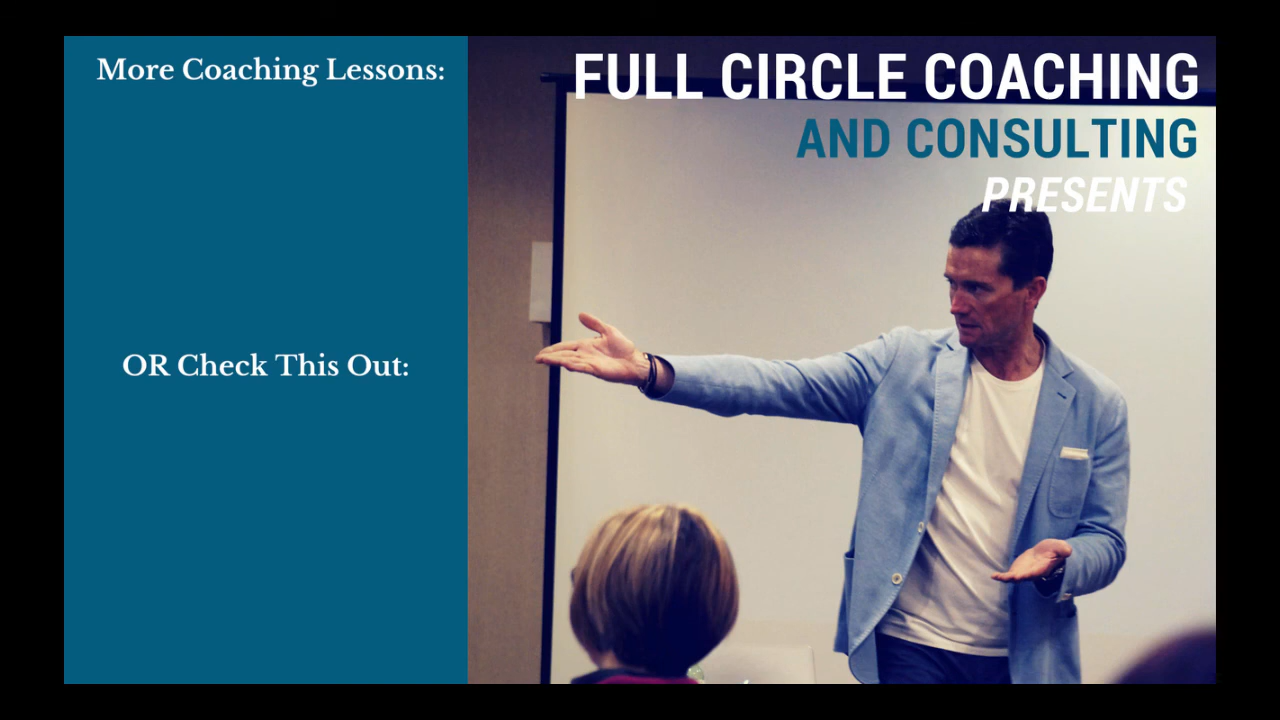 More Coaching Lessons:
OR Check This Out:
FULL CIRCLE COACHING
AND CONSULTING
PRESENTS